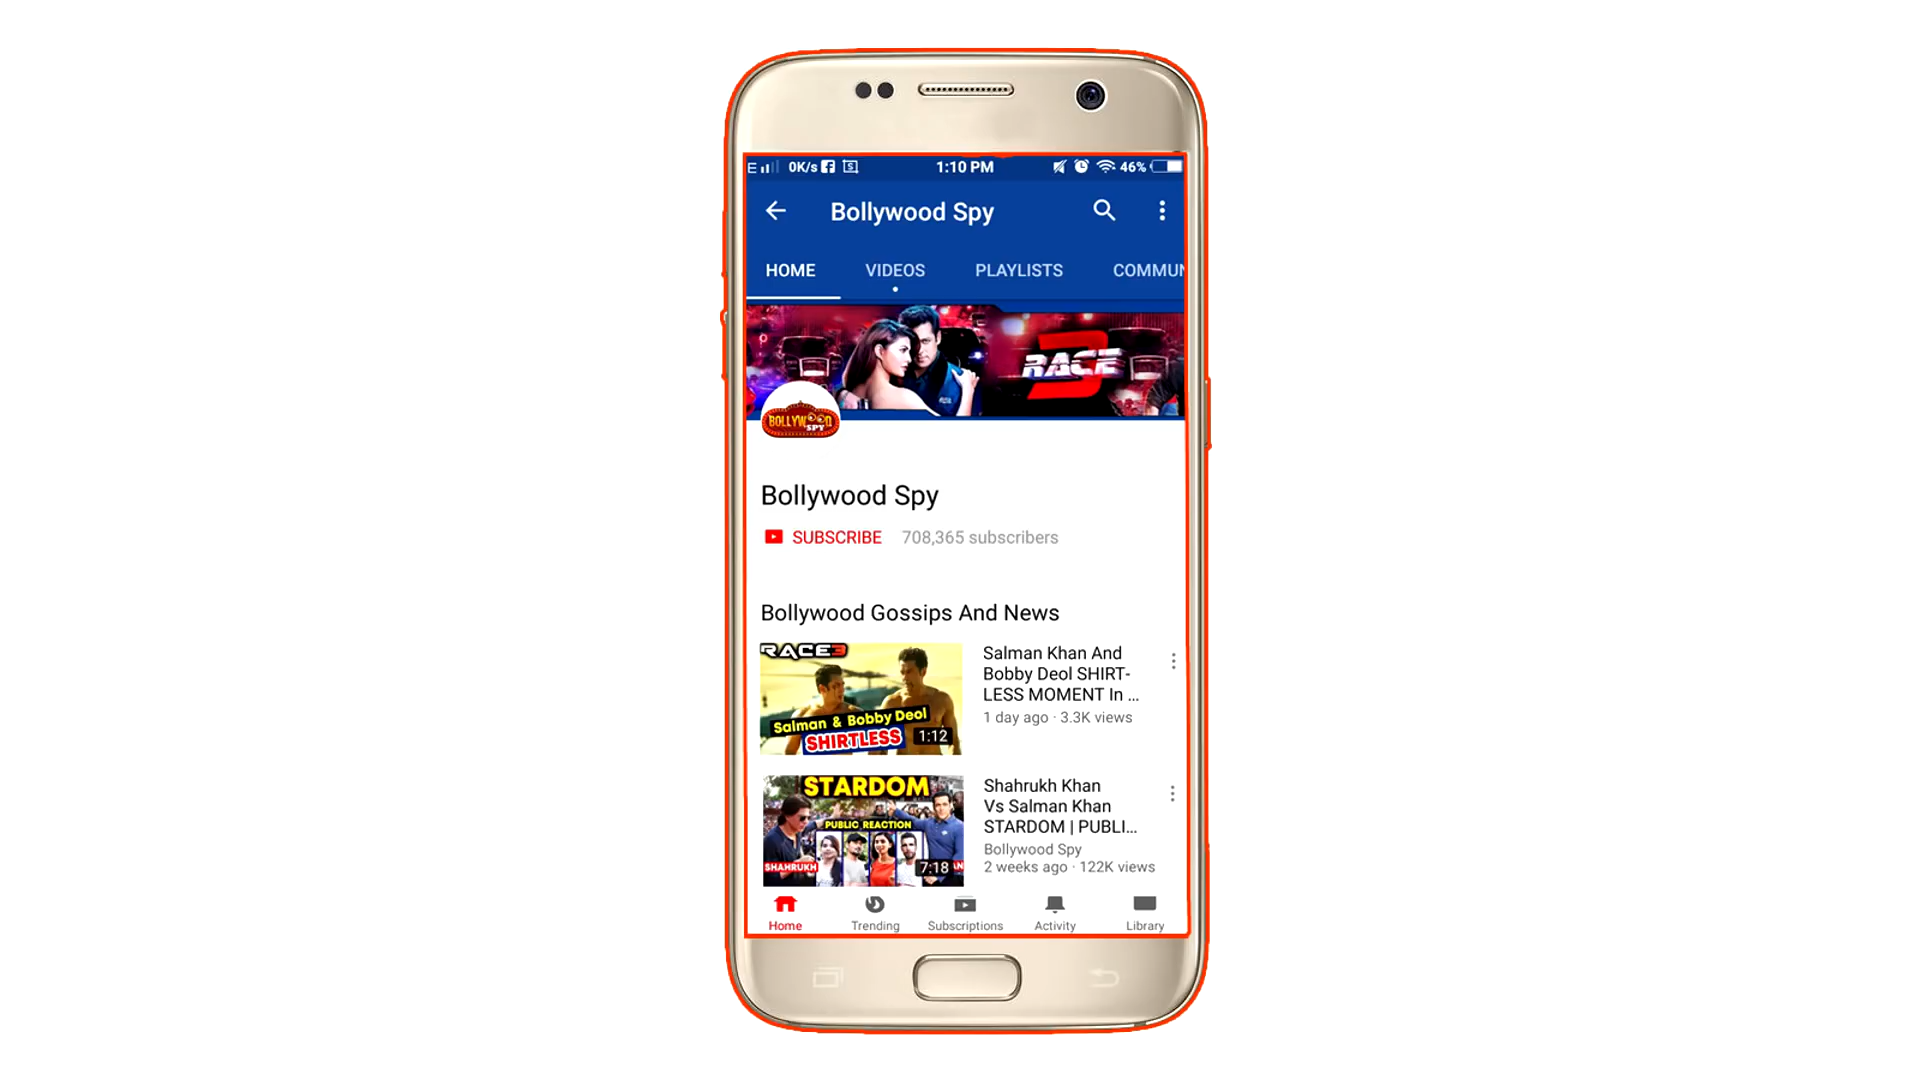 E 0K/s 1:10 PM 46%
Bollywood Spy
HOME VIDEOS PLAYLISTS COMMUN
RACE 3
BOLLYWOOD
SPY
Bollywood Spy
SUBSCRIBE 708,365 subscribers
Bollywood Gossips And News
RACE3
Salman & Bobby Deol
SHIRTLESS
1:12
Salman Khan And
Bobby Deol SHIRT-
LESS MOMENT In ...
1 day ago · 3.3K views
STARDOM
PUBLIC REACTION
SHAHRUKH
7:18
Shahrukh Khan
Vs Salman Khan
STARDOM | PUBLI...
Bollywood Spy
2 weeks ago · 122K views
Home Trending Subscriptions Activity Library